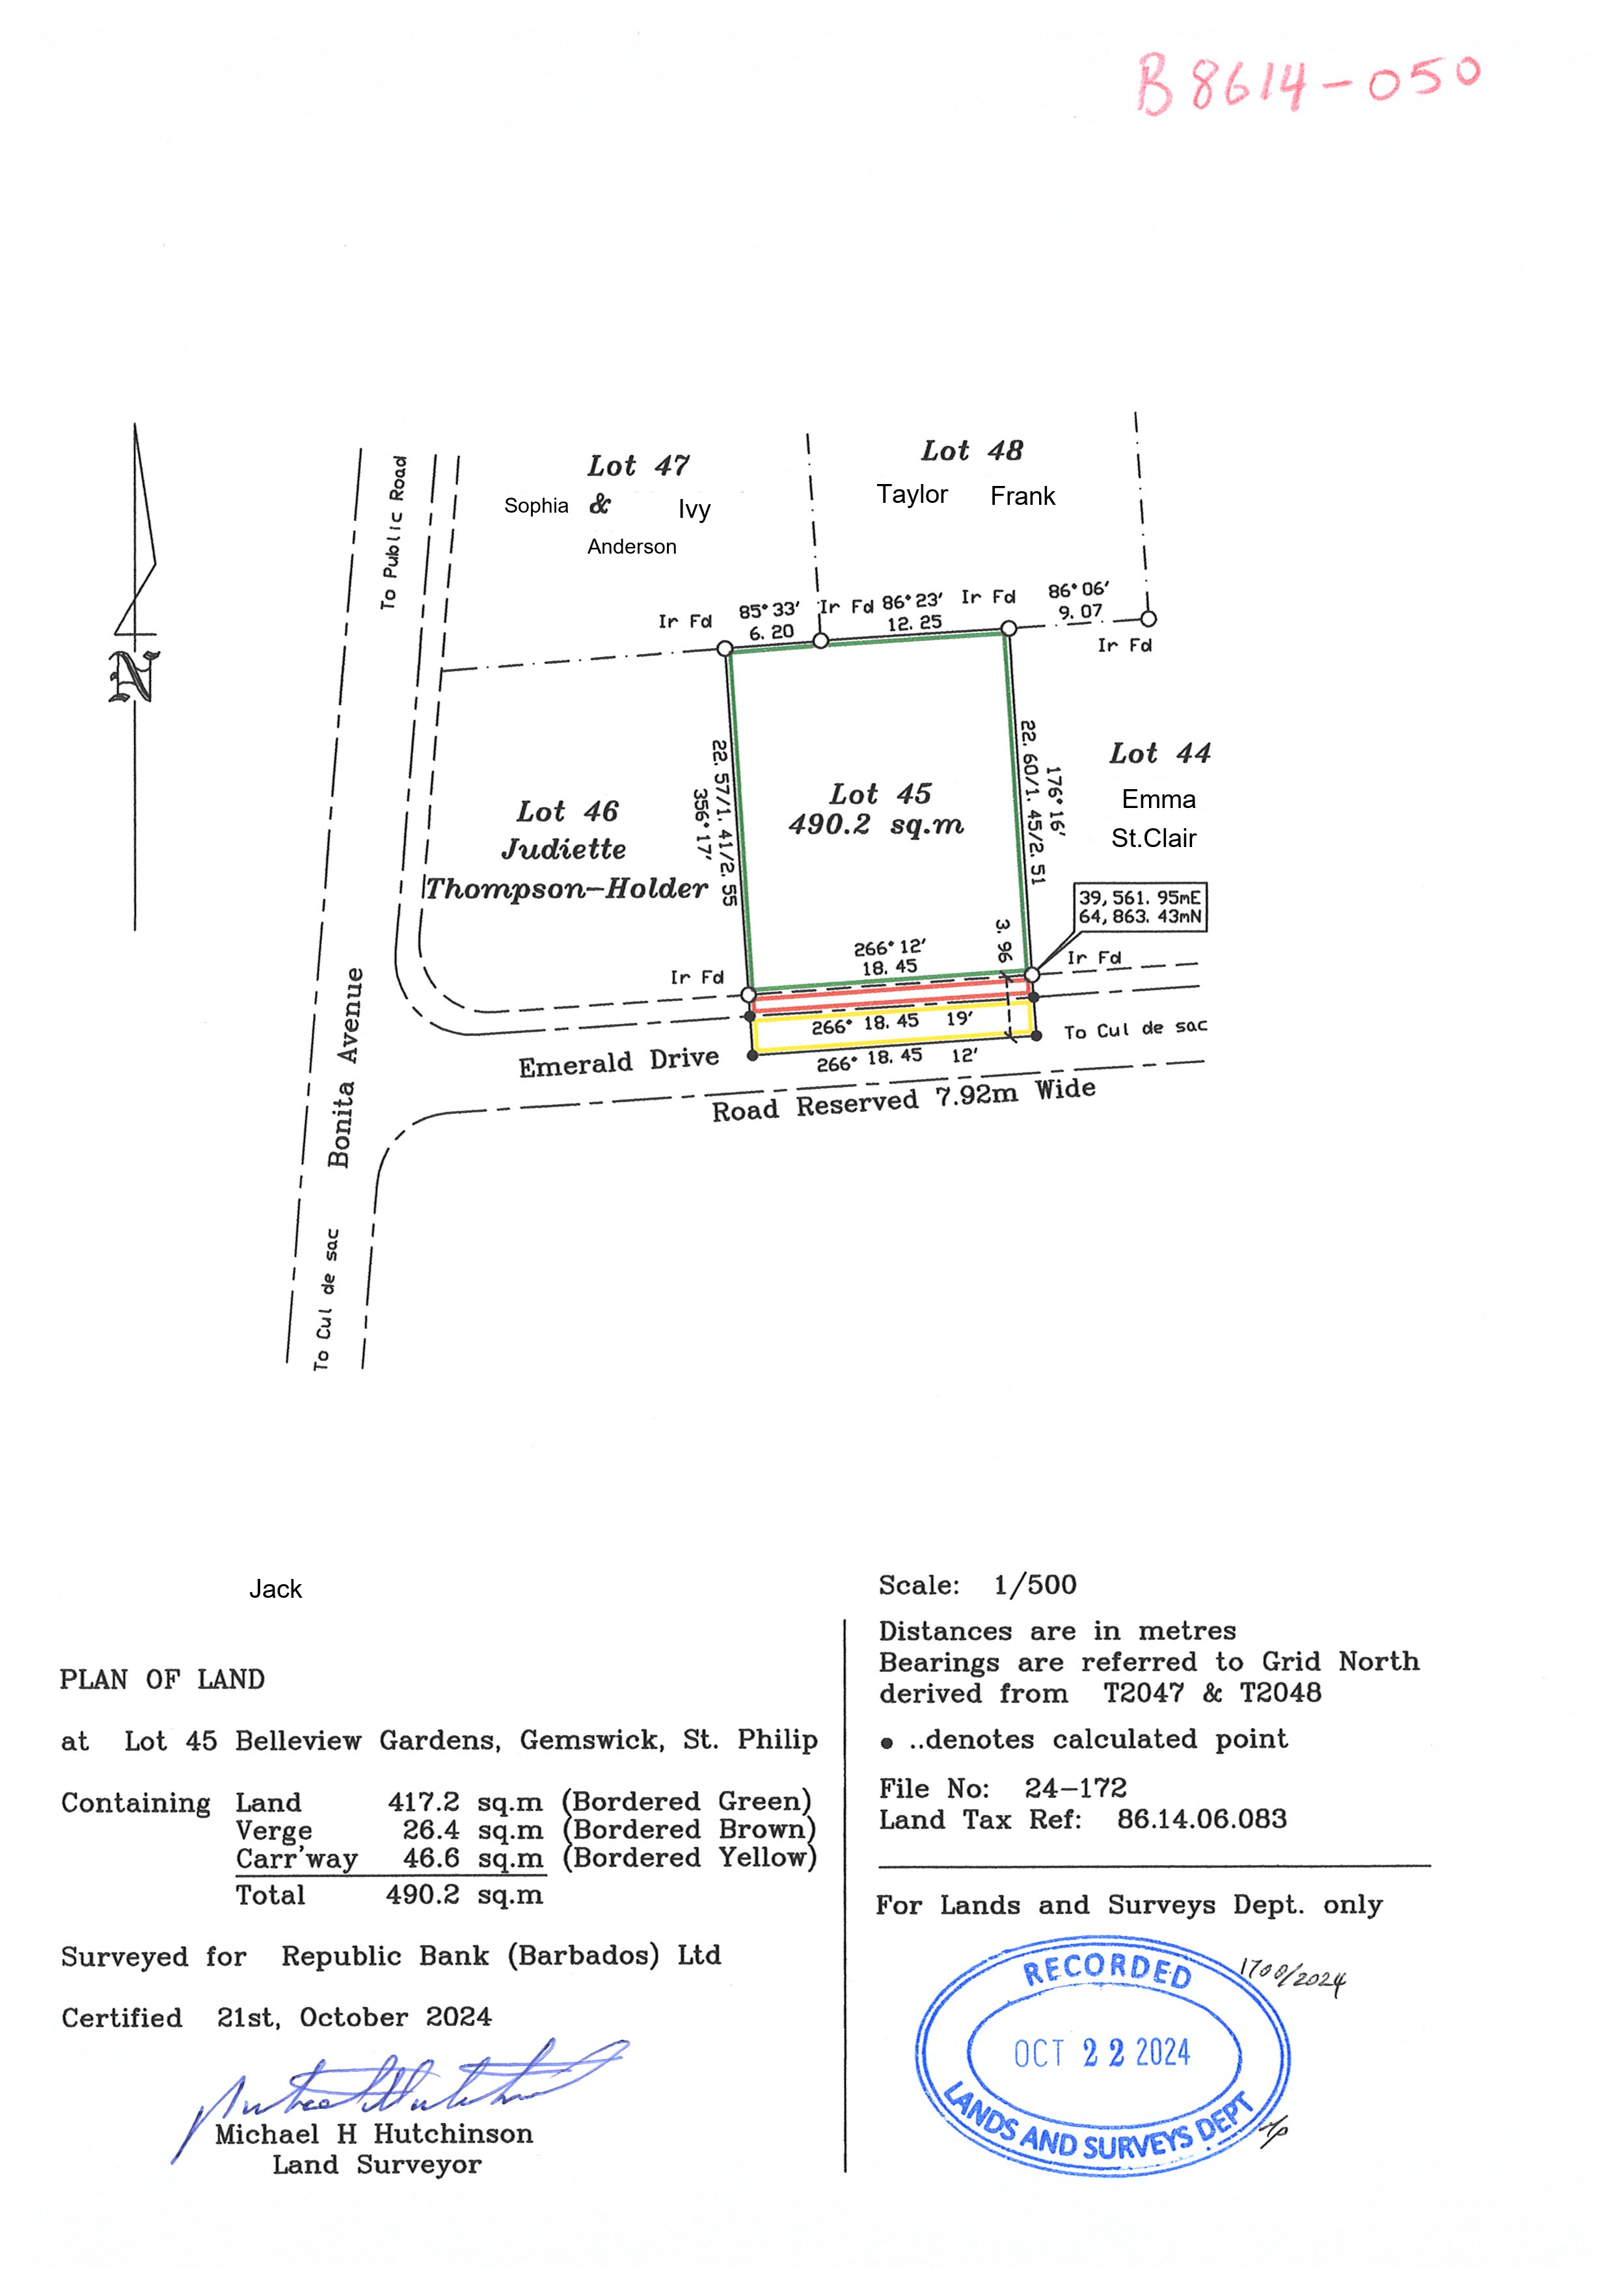 B8614-050
Lot 48
Taylor Frank
Lot 47
Sophia & Ivy
Anderson
To Public Road
N
Ir Fd
85°33'
6.20
Ir Fd
86°23'
12.25
Ir Fd
86°06'
9.07
Ir Fd
22.57/1.41/2.55
356°17'
Lot 45
490.2 sq.m
22.60/1.45/2.51
176°16'
Lot 44
Emma
St.Clair
Lot 46
Judiette
Thompson-Holder
39,561.95mE
64,863.43mN
3.96
266°12'
18.45
Ir Fd
Ir Fd
266° 18.45 19'
To Cul de sac
Emerald Drive
266° 18.45 12'
Road Reserved 7.92m Wide
Bonita Avenue
To Cul de sac
Jack
PLAN OF LAND
at Lot 45 Belleview Gardens, Gemswick, St. Philip
Containing Land 417.2 sq.m (Bordered Green)
Verge 26.4 sq.m (Bordered Brown)
Carr'way 46.6 sq.m (Bordered Yellow)
Total 490.2 sq.m
Surveyed for Republic Bank (Barbados) Ltd
Certified 21st, October 2024
Michael H Hutchinson
Land Surveyor
Scale: 1/500
Distances are in metres
Bearings are referred to Grid North
derived from T2047 & T2048
● ..denotes calculated point
File No: 24-172
Land Tax Ref: 86.14.06.083
For Lands and Surveys Dept. only
RECORDED
1700/2024
OCT 22 2024
LANDS AND SURVEYS DEPT